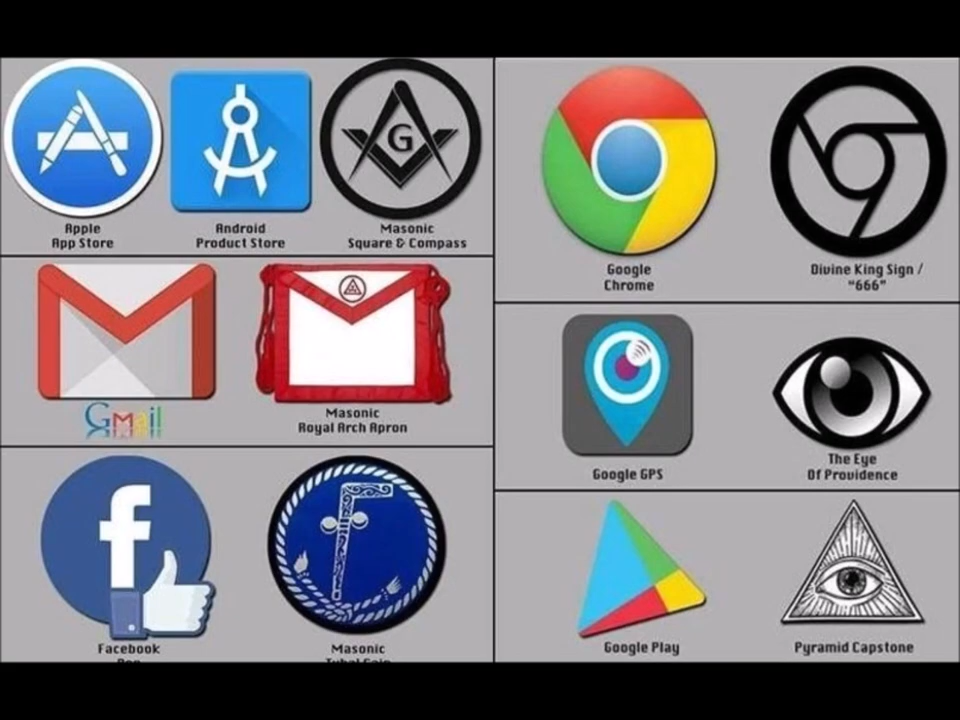 G
Apple
App Store
Android
Product Store
Masonic
Square & Compass
Gmail
Masonic
Royal Arch Apron
f
Facebook
Masonic
Google
Chrome
Divine King Sign /
"666"
Google GPS
The Eye
Of Providence
Google Play
Pyramid Capstone